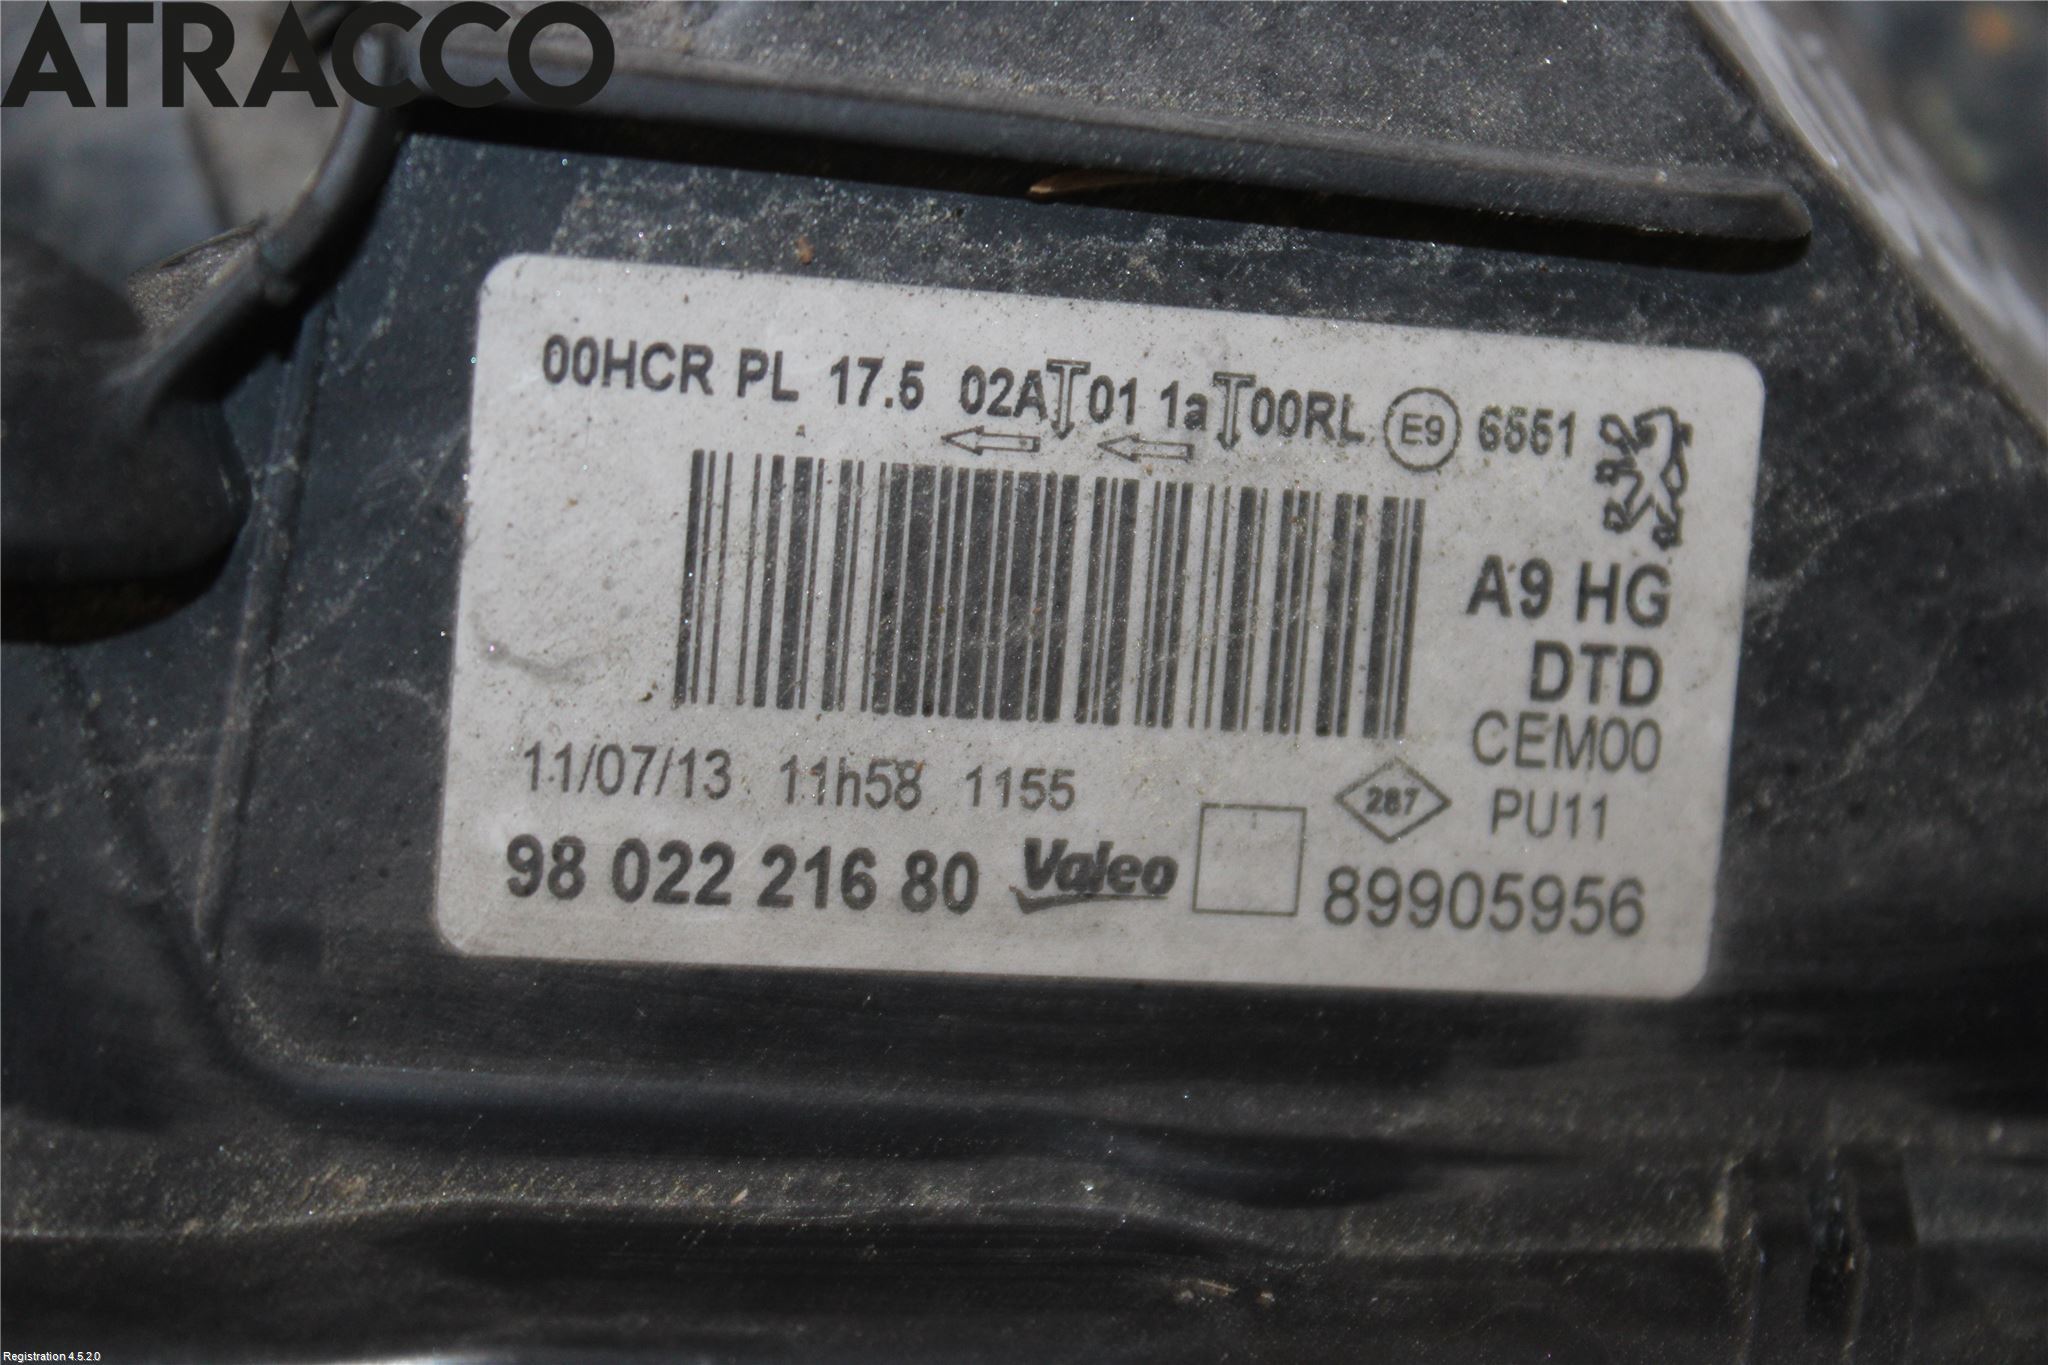 ATRACCO
00HCR PL 17.5 02A 01 1a 00RL E9 6551
A9 HG
DTD
CEM00
11/07/13 11h58 1155
287 PU11
98 022 216 80 Valeo 89905956
Registration 4.5.2.0